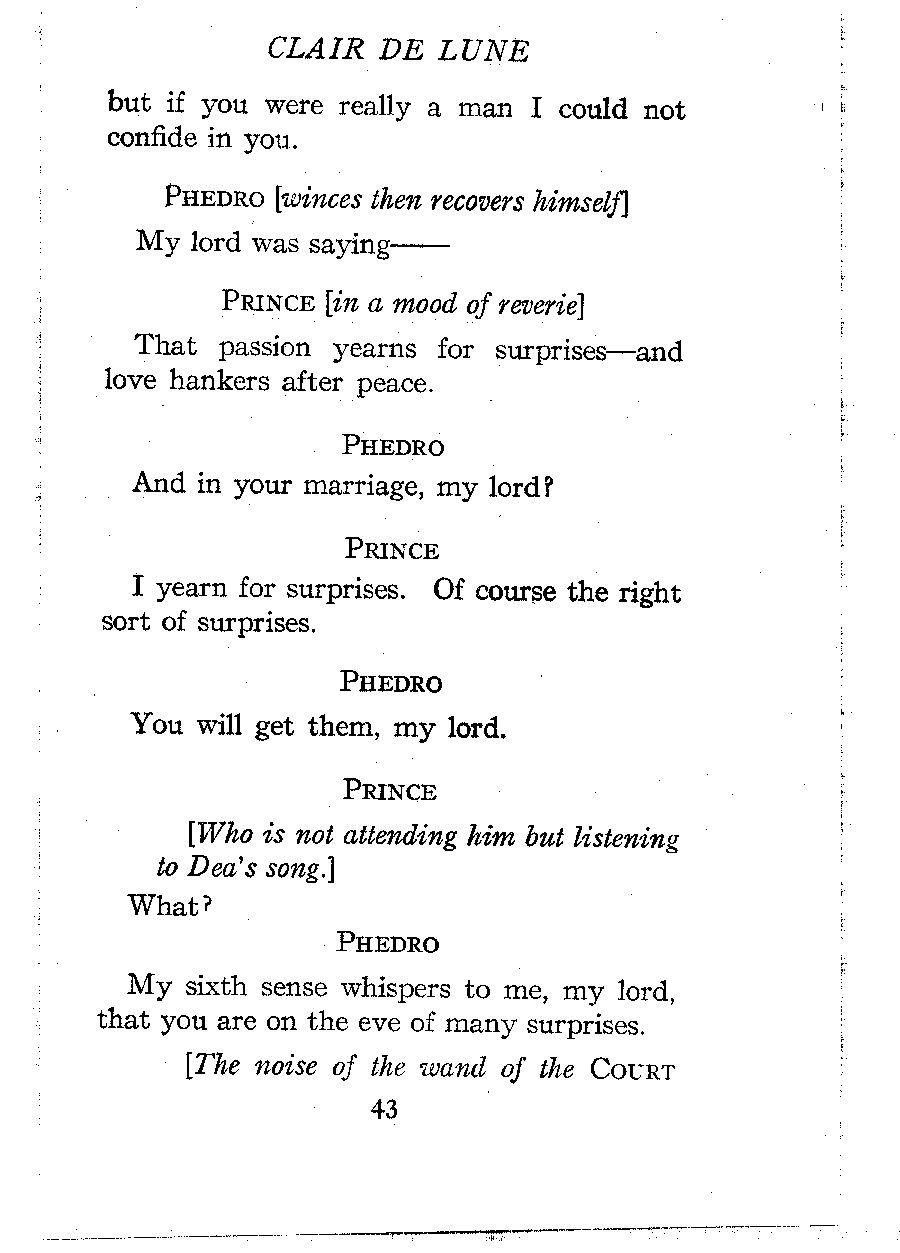 CLAIR DE LUNE
but if you were really a man I could not
confide in you.
PHEDRO [winces then recovers himself]
My lord was saying——
PRINCE [in a mood of reverie]
That passion yearns for surprises—and
love hankers after peace.
PHEDRO
And in your marriage, my lord?
PRINCE
I yearn for surprises. Of course the right
sort of surprises.
PHEDRO
You will get them, my lord.
PRINCE
[Who is not attending him but listening
to Dea's song.]
What?
PHEDRO
My sixth sense whispers to me, my lord,
that you are on the eve of many surprises.
[The noise of the wand of the COURT
43